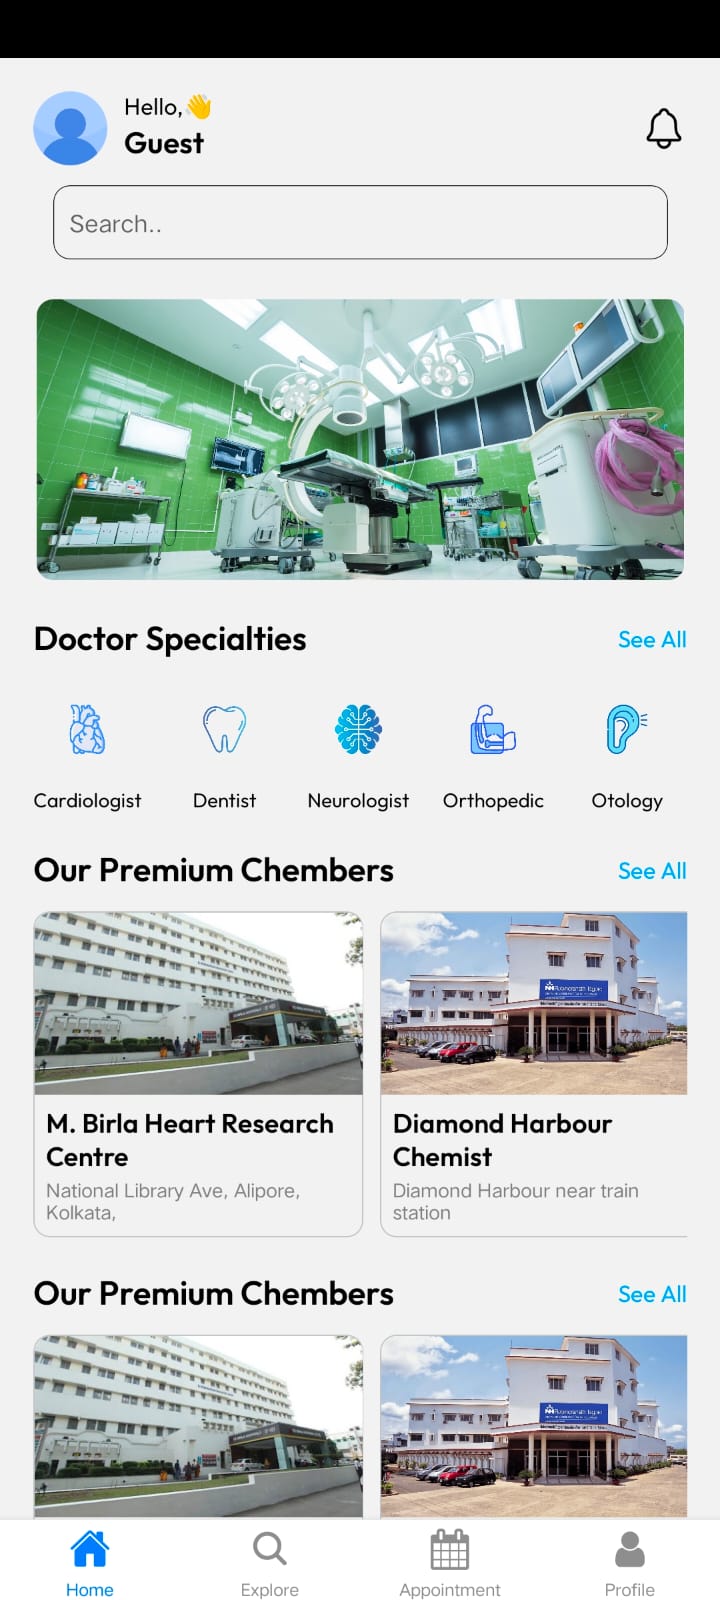 Hello,👋
Guest
Search..
Doctor Specialties
See All
Cardiologist
Dentist
Neurologist
Orthopedic
Otology
Our Premium Chembers
See All
M. Birla Heart Research
Centre
National Library Ave, Alipore,
Kolkata,
Diamond Harbour
Chemist
Diamond Harbour near train
station
Our Premium Chembers
See All
Home
Explore
Appointment
Profile